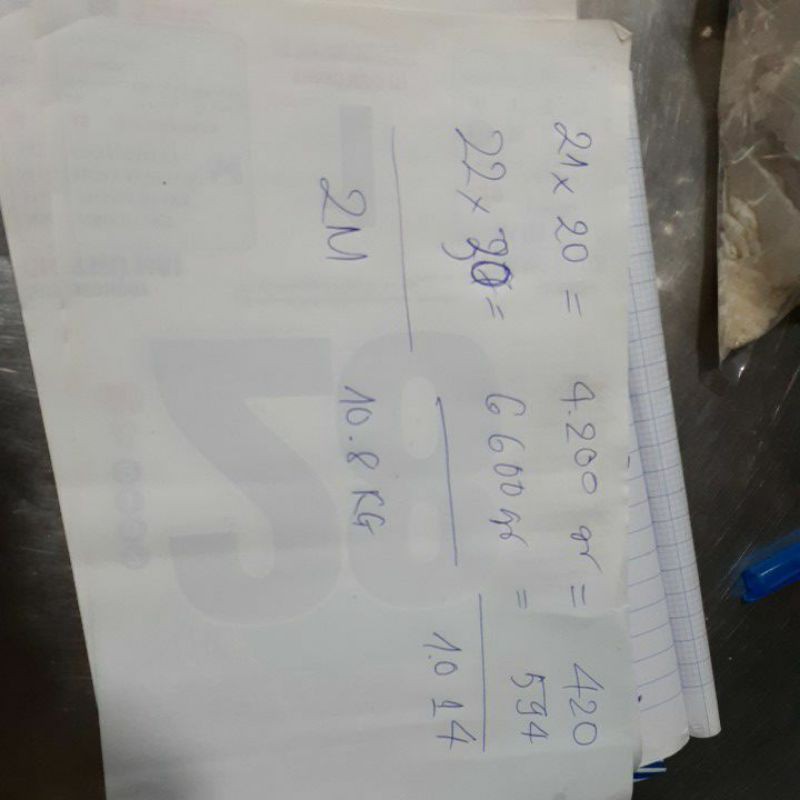 21 x 20 = 4.200 gr = 420
22 x 30 = 6600 gr = 594
2M 10.8 KG 1.014